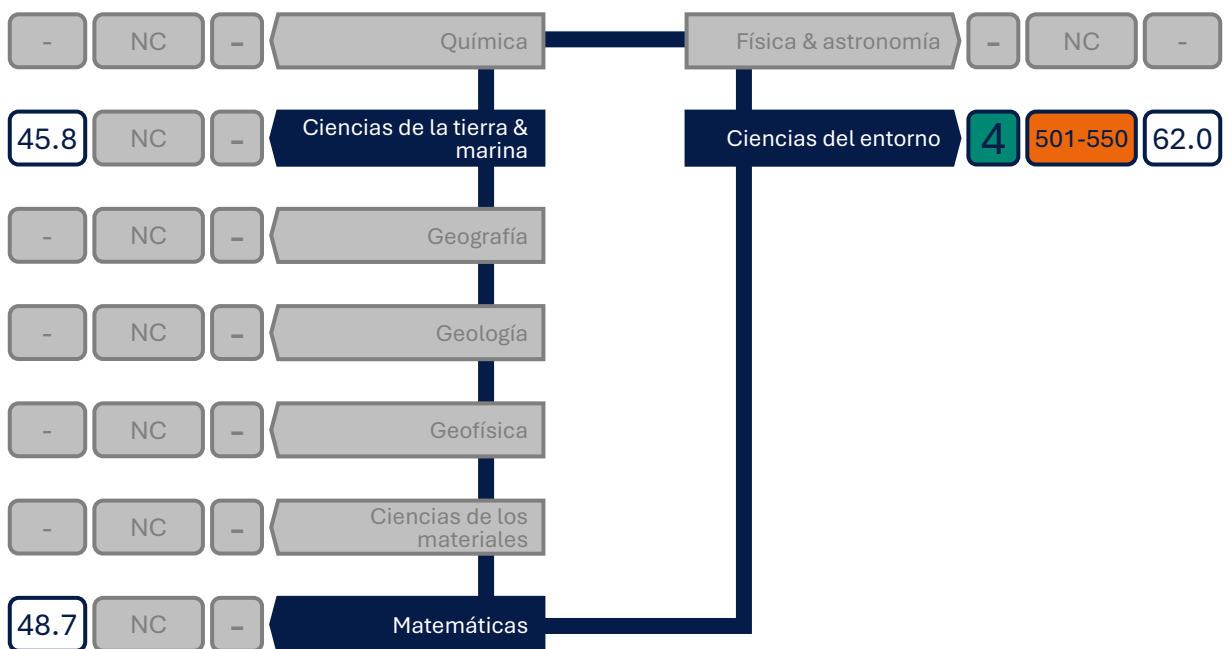 - NC - Química Física & astronomía - NC -
45.8 NC - Ciencias de la tierra &
marina Ciencias del entorno 4 501-550 62.0
- NC - Geografía
- NC - Geología
- NC - Geofísica
- NC - Ciencias de los
materiales
48.7 NC - Matemáticas